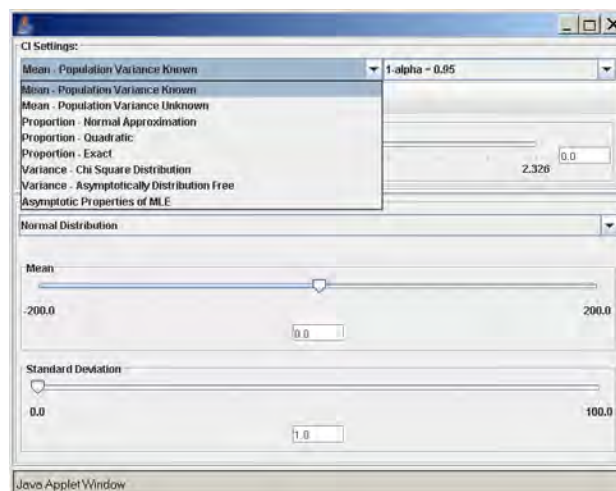 CI Settings:
Mean - Population Variance Known
1-alpha = 0.95
Mean - Population Variance Known
Mean - Population Variance Unknown
Proportion - Normal Approximation
Proportion - Quadratic
Proportion - Exact
Variance - Chi Square Distribution
Variance - Asymptotically Distribution Free
Asymptotic Properties of MLE
2.326
0.0
Normal Distribution
Mean
-200.0
200.0
0.0
Standard Deviation
0.0
100.0
1.0
Java Applet Window